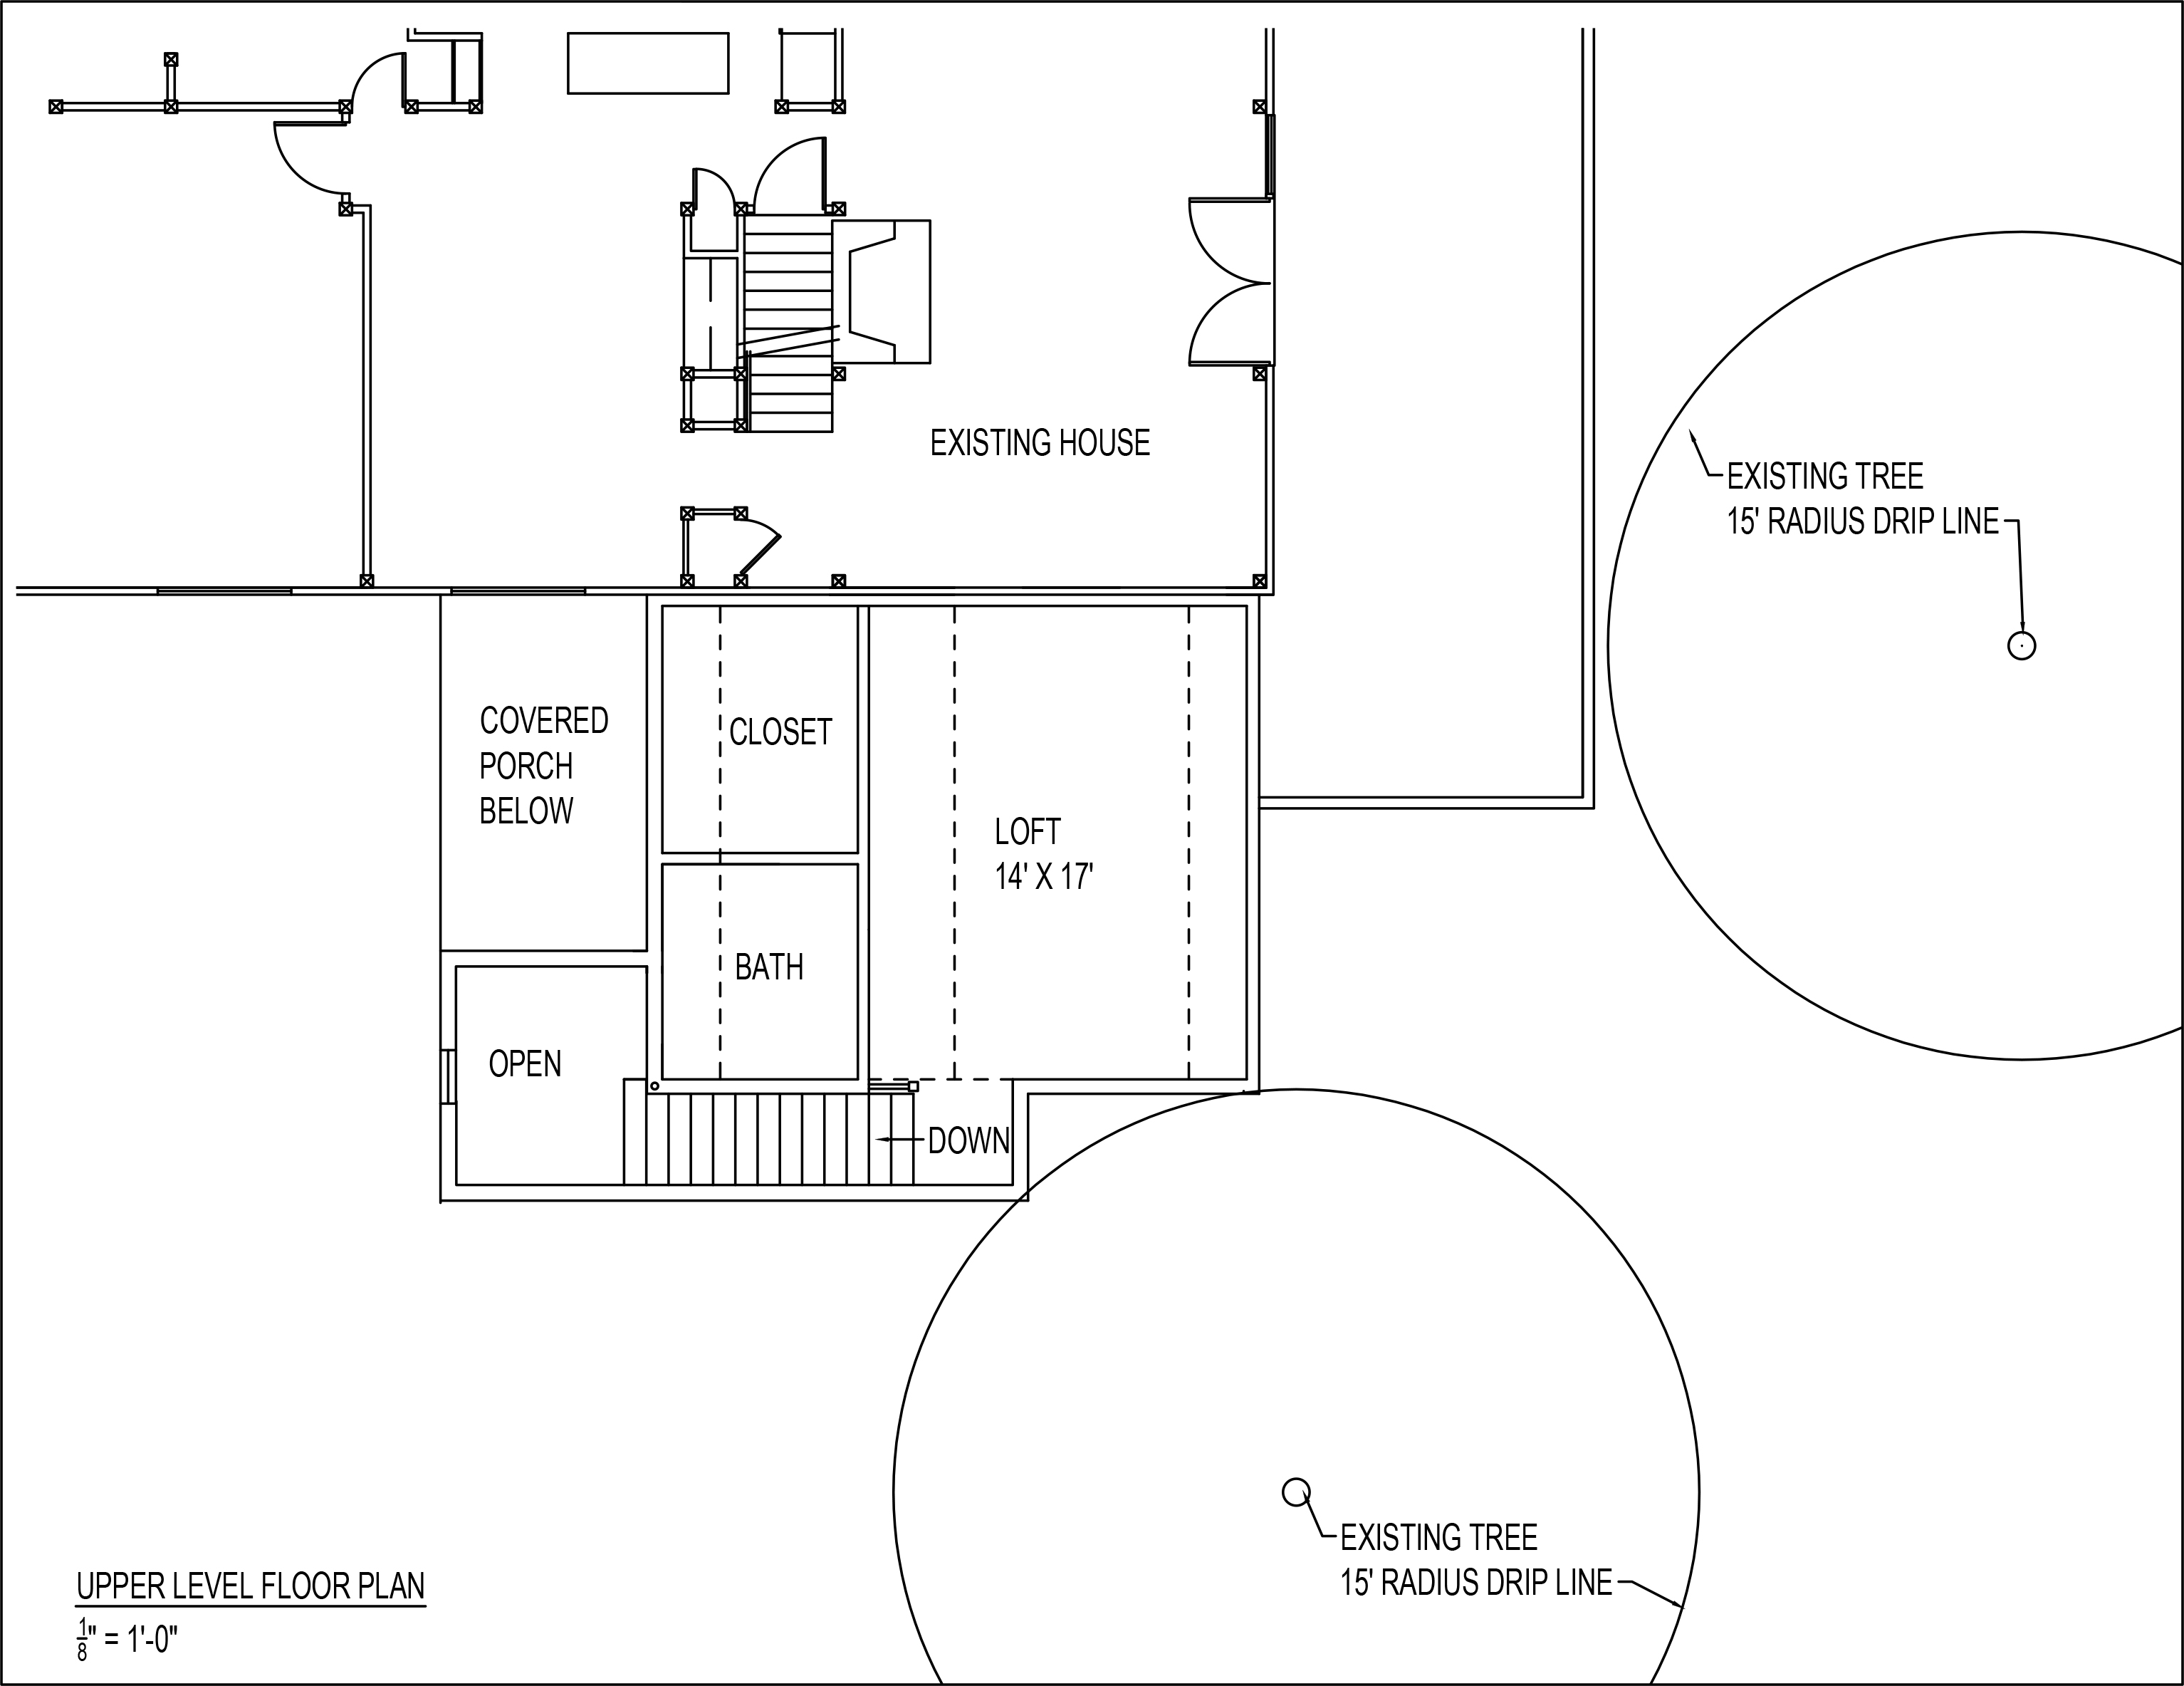 EXISTING HOUSE
EXISTING TREE
15' RADIUS DRIP LINE
COVERED
PORCH
BELOW
CLOSET
LOFT
14' X 17'
BATH
OPEN
DOWN
EXISTING TREE
15' RADIUS DRIP LINE
UPPER LEVEL FLOOR PLAN
1/8" = 1'-0"